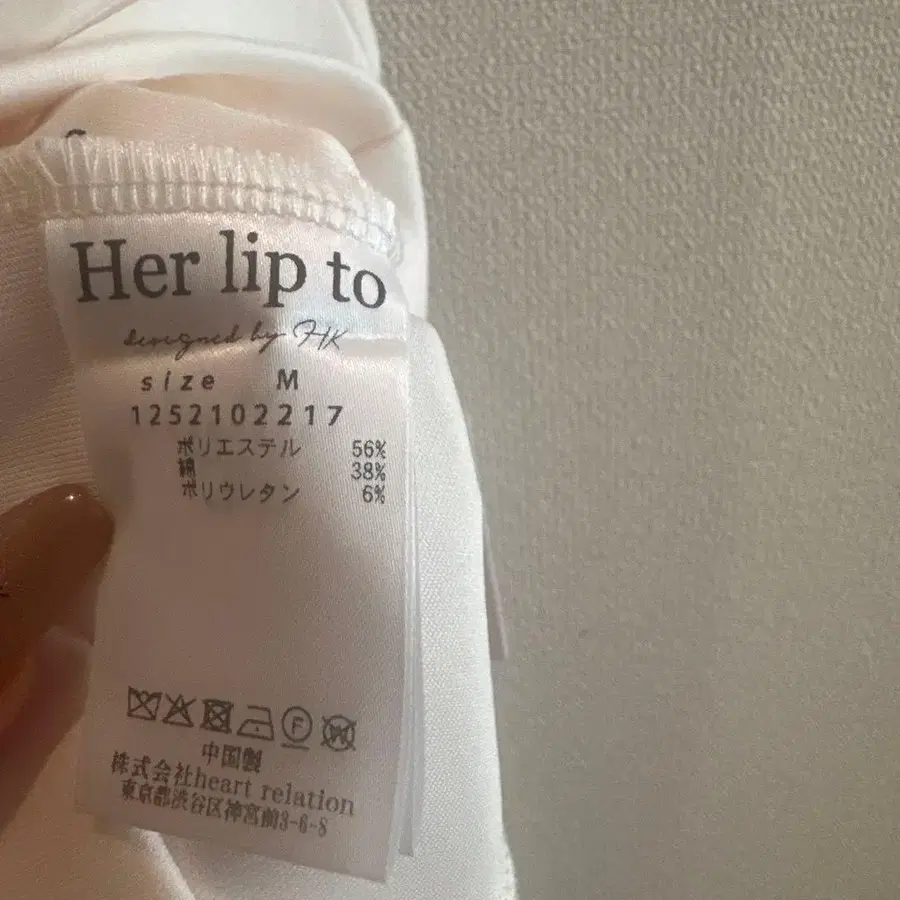 Her lip to
designed by HK
size M
1252102217
ポリエステル 56%
綿 38%
ポリウレタン 6%
F W
中国製
株式会社heart relation
東京都渋谷区神宮前3-6-8